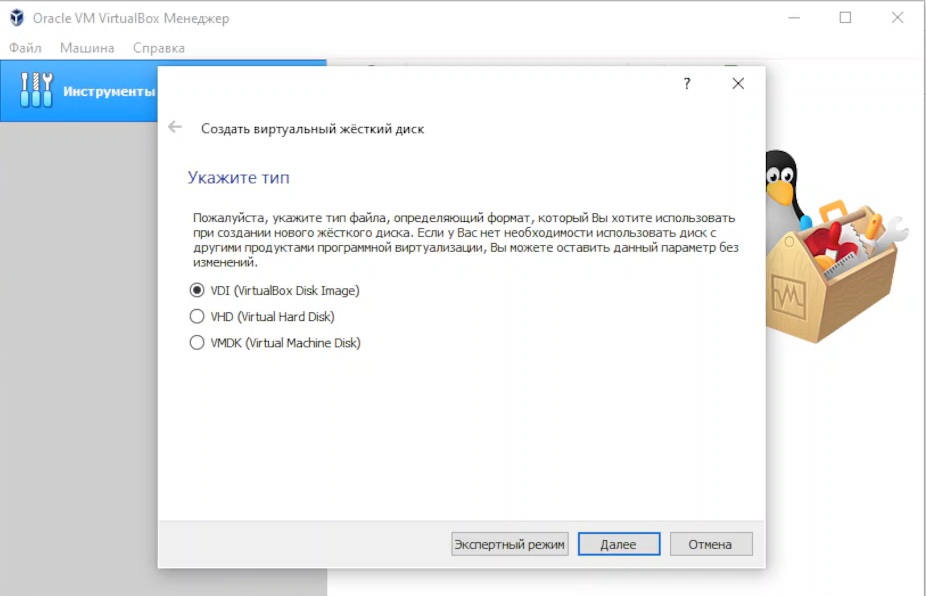 Oracle VM VirtualBox Менеджер
Файл Машина Справка
Инструменты
?
Создать виртуальный жёсткий диск
Укажите тип
Пожалуйста, укажите тип файла, определяющий формат, который Вы хотите использовать
при создании нового жёсткого диска. Если у Вас нет необходимости использовать диск с
другими продуктами программной виртуализации, Вы можете оставить данный параметр без
изменений.
VDI (VirtualBox Disk Image)
VHD (Virtual Hard Disk)
VMDK (Virtual Machine Disk)
Экспертный режим Далее Отмена